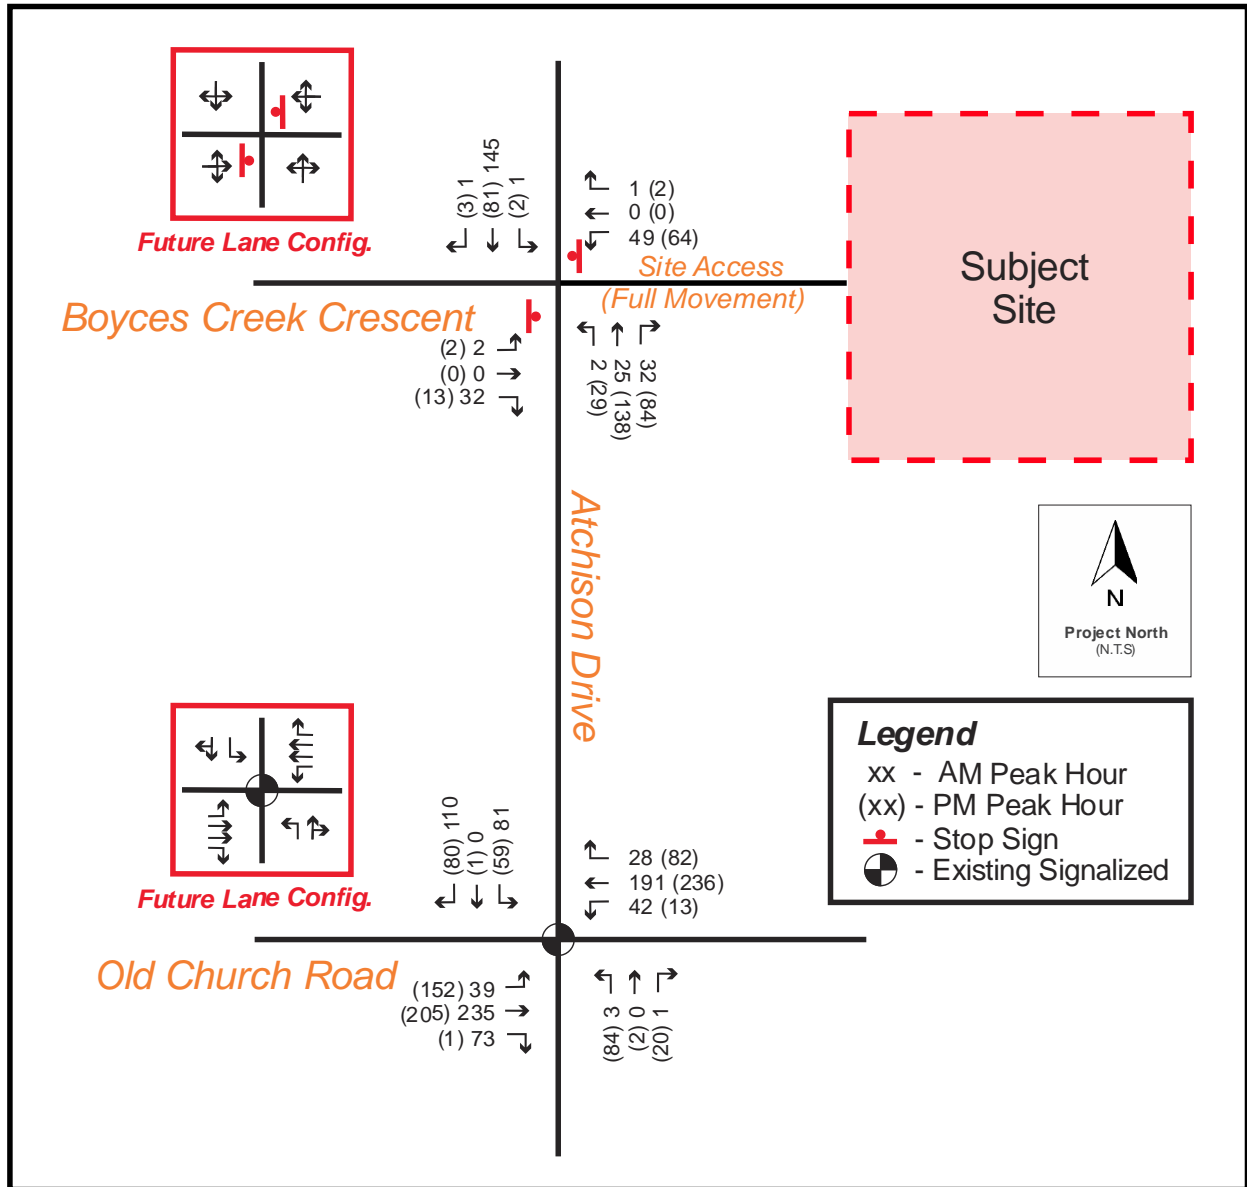 Future Lane Config.
(3) 1
(81) 145
(2) 1
1 (2)
0 (0)
49 (64)
Site Access
(Full Movement)
Subject
Site
Boyces Creek Crescent
(2) 2
(0) 0
(13) 32
2 (29)
25 (138)
32 (84)
Atchison Drive
N
Project North
(N.T.S)
Future Lane Config.
(80) 110
(1) 0
(59) 81
28 (82)
191 (236)
42 (13)
Old Church Road
(152) 39
(205) 235
(1) 73
(84) 3
(2) 0
(20) 1
Legend
xx - AM Peak Hour
(xx) - PM Peak Hour
- Stop Sign
- Existing Signalized